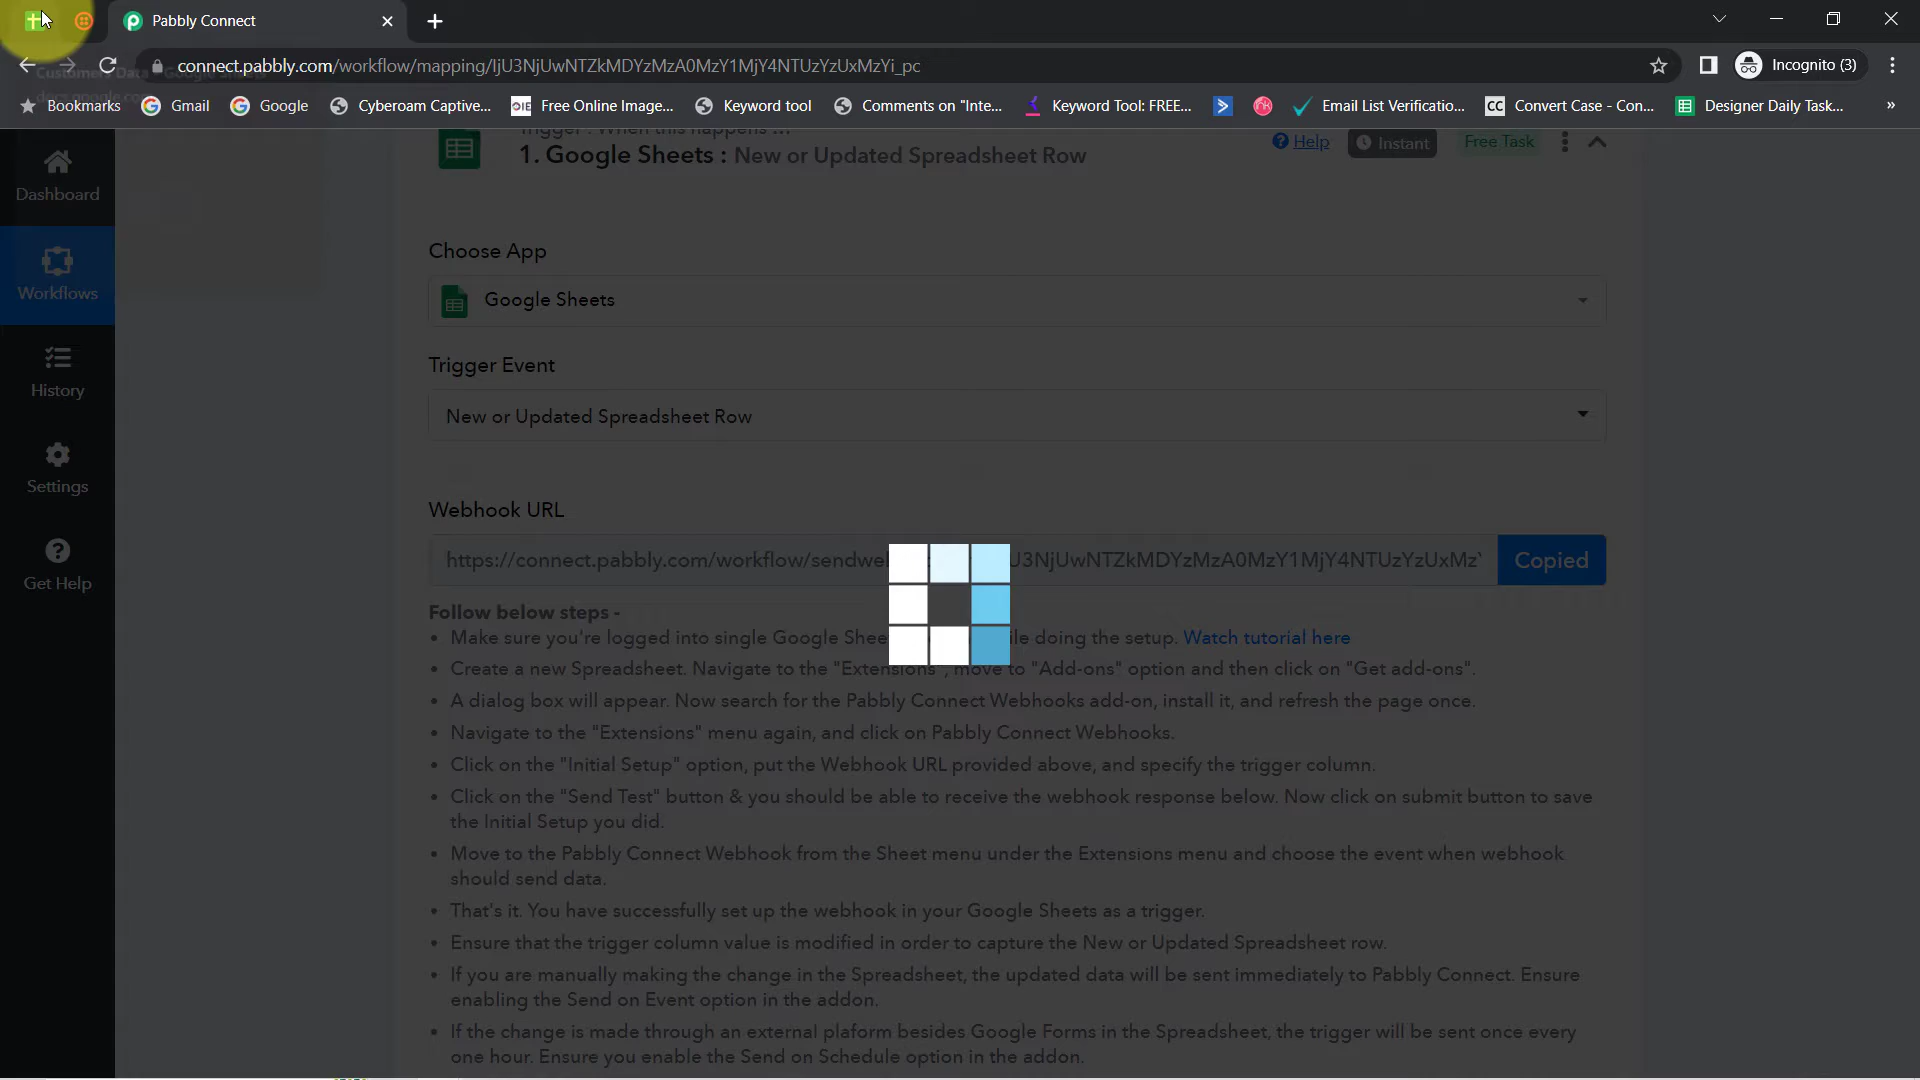 Pabbly Connect
connect.pabbly.com/workflow/mapping/IjU3NjUwNTZkMDYzMzA0MzY1MjY4NTUzYzUxMzYi_pc
Incognito (3)
Customers Data - Google Sheets
docs.google.com
Bookmarks
Gmail
Google
Cyberoam Captive...
Free Online Image...
Keyword tool
Comments on "Inte...
Keyword Tool: FREE...
Email List Verificatio...
CC Convert Case - Con...
Designer Daily Task...
»
Trigger : When this happens ...
1. Google Sheets : New or Updated Spreadsheet Row
Help
Instant
Free Task
Dashboard
Workflows
History
Settings
Get Help
Choose App
Google Sheets
Trigger Event
New or Updated Spreadsheet Row
Webhook URL
https://connect.pabbly.com/workflow/sendwe U3NjUwNTZkMDYzMzA0MzY1MjY4NTUzYzUxMz
Copied
Follow below steps -
• Make sure you're logged into single Google while doing the setup. Watch tutorial here
• Create a new Spreadsheet. Navigate to the "Extensions", move to "Add-ons" option and then click on "Get add-ons".
• A dialog box will appear. Now search for the Pabbly Connect Webhooks add-on, install it, and refresh the page once.
• Navigate to the "Extensions" menu again, and click on Pabbly Connect Webhooks.
• Click on the "Initial Setup" option, put the Webhook URL provided above, and specify the trigger column.
• Click on the "Send Test" button & you should be able to receive the webhook response below. Now click on submit button to save
the Initial Setup you did.
• Move to the Pabbly Connect Webhook from the Sheet menu under the Extensions menu and choose the event when webhook
should send data.
• That's it. You have successfully set up the webhook in your Google Sheets as a trigger.
• Ensure that the trigger column value is modified in order to capture the New or Updated Spreadsheet row.
• If you are manually making the change in the Spreadsheet, the updated data will be sent immediately to Pabbly Connect. Ensure
enabling the Send on Event option in the addon.
• If the change is made through an external plaform besides Google Forms in the Spreadsheet, the trigger will be sent once every
one hour. Ensure you enable the Send on Schedule option in the addon.